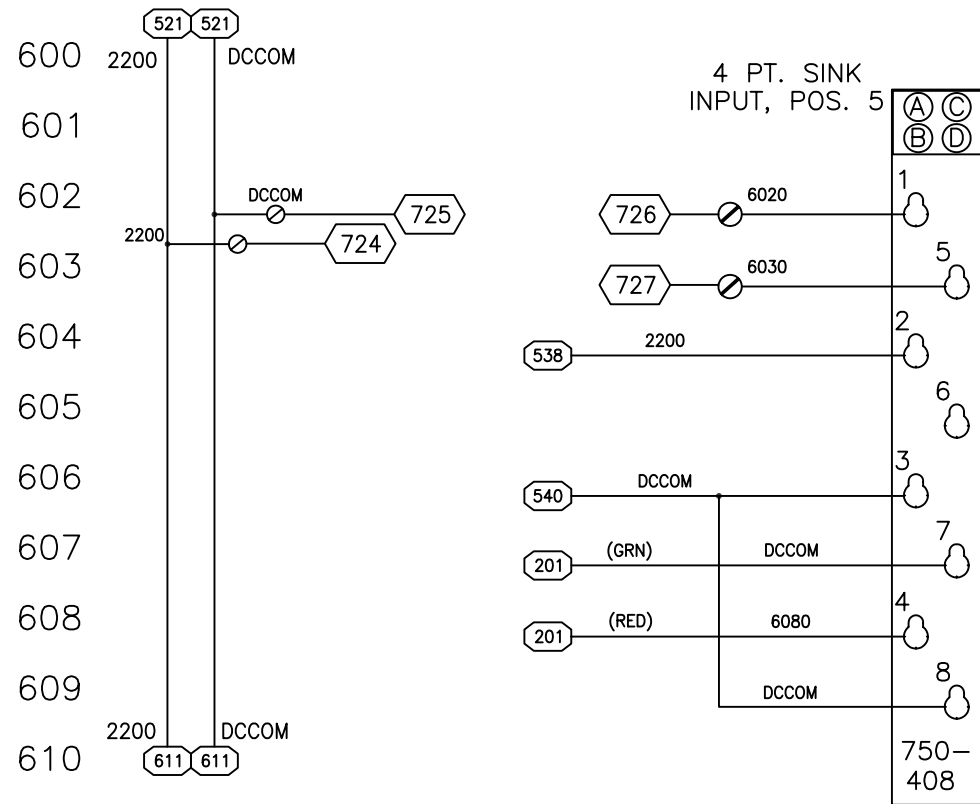 521 521
600 2200 DCCOM
4 PT. SINK
INPUT, POS. 5
A C
B D
601
602 DCCOM 725 726 6020 1
2200 724
603 727 6030 5
604 538 2200 2
605 6
606 540 DCCOM 3
607 201 (GRN) DCCOM 7
608 201 (RED) 6080 4
609 DCCOM 8
2200 DCCOM
610 611 611
750-
408